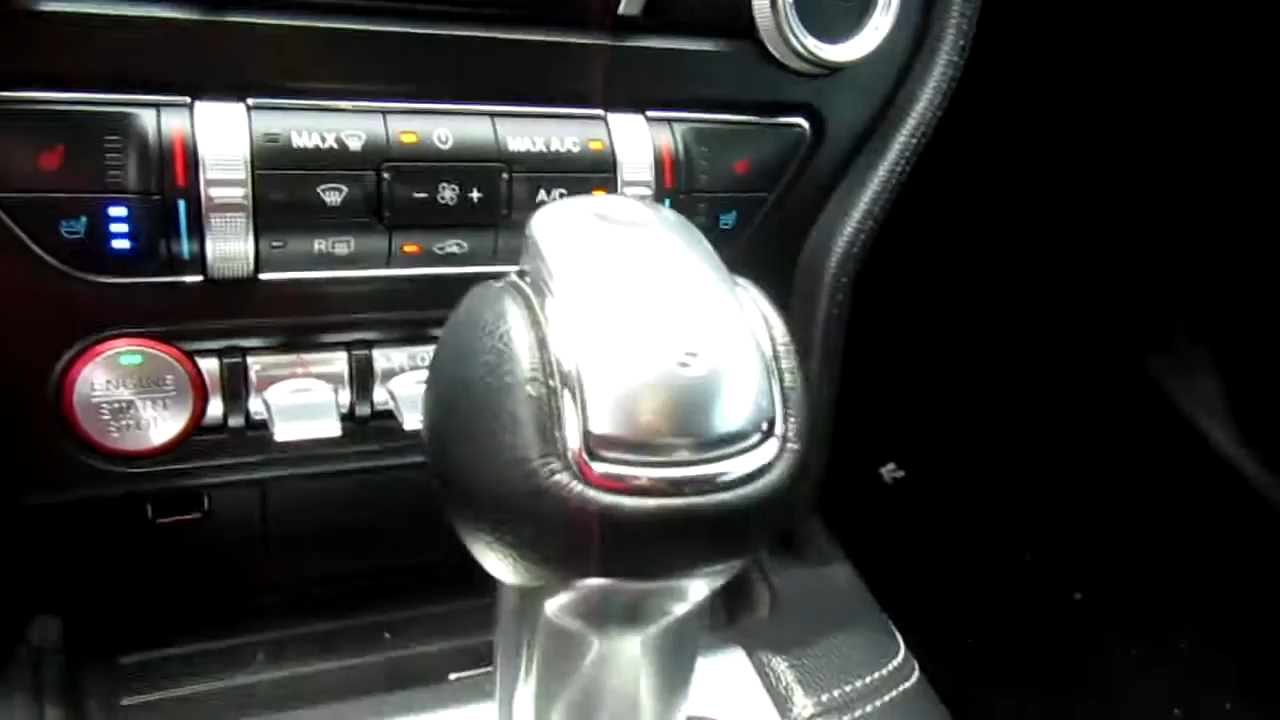 MAX
MAX A/C
- +
A/C
R
ENGINE
START
STOP